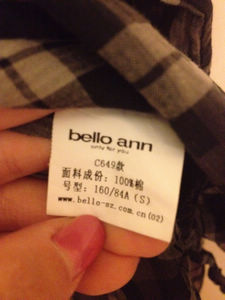 bello ann
only for you
C649款
面料成份：100%棉
号型：160/84A（S）
www.bello-sz.com.cn(02)